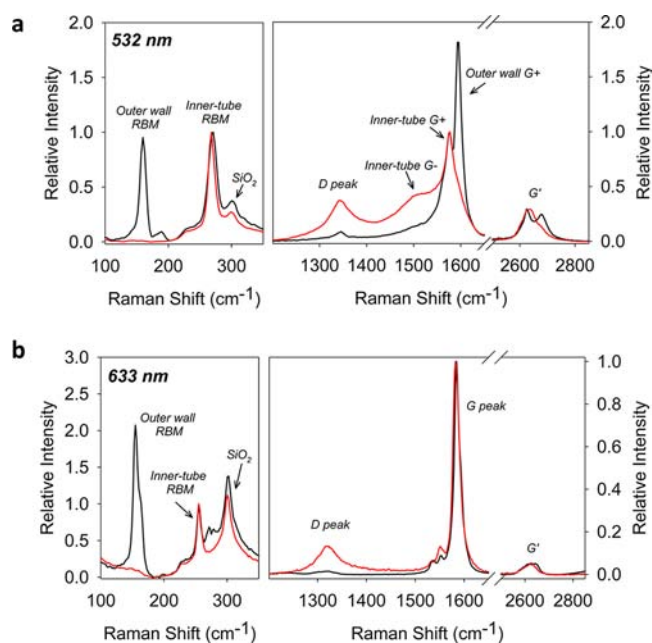 a
532 nm
Outer wall
RBM
Inner-tube
RBM
SiO2
Outer wall G+
Inner-tube G+
Inner-tube G-
D peak
G'
Relative Intensity
2.0
1.5
1.0
0.5
0.0
Relative Intensity
2.0
1.5
1.0
0.5
0.0
100 200 300
1300 1400 1500 1600 2600 2800
Raman Shift (cm-1)
Raman Shift (cm-1)
b
633 nm
Outer wall
RBM
Inner-tube
RBM
SiO2
G peak
D peak
G'
Relative Intensity
3.0
2.5
2.0
1.5
1.0
0.5
0.0
Relative Intensity
1.0
0.8
0.6
0.4
0.2
0.0
100 200 300
1300 1400 1500 1600 2600 2800
Raman Shift (cm-1)
Raman Shift (cm-1)